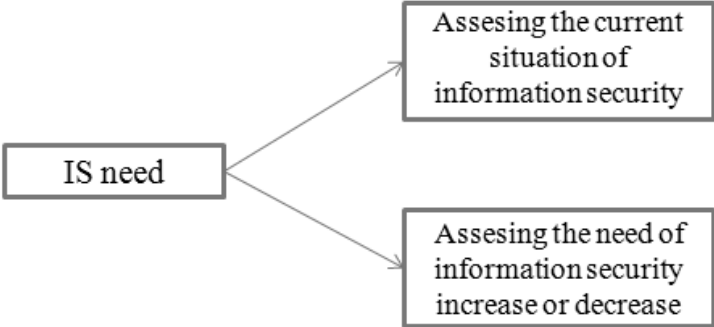 Assesing the current
situation of
information security
IS need
Assesing the need of
information security
increase or decrease